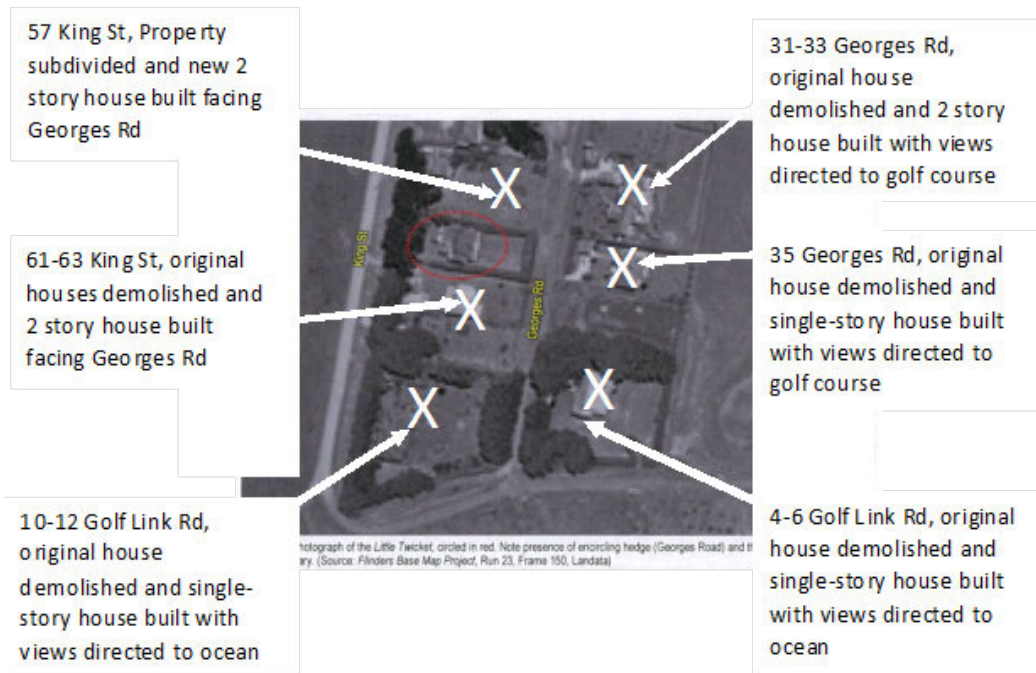 57 King St, Property
subdivided and new 2
story house built facing
Georges Rd
31-33 Georges Rd,
original house
demolished and 2 story
house built with views
directed to golf course
61-63 King St, original
houses demolished and
2 story house built
facing Georges Rd
35 Georges Rd, original
house demolished and
single-story house built
with views directed to
golf course
King St
Georges Rd
X
X
X
X
X
X
10-12 Golf Link Rd,
original house
demolished and single-
story house built with
views directed to ocean
4-6 Golf Link Rd, original
house demolished and
single-story house built
with views directed to
ocean
hotograph of the Little Twicket, circled in red. Note presence of encircling hedge (Georges Road) and
ry. (Source: Flinders Base Map Project, Run 23, Frame 150, Landata)